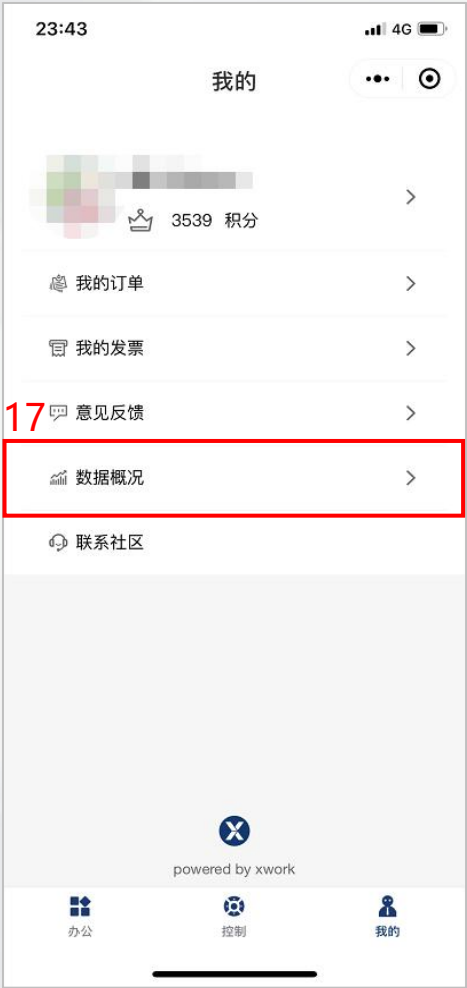 23:43
4G
我的
3539 积分
我的订单
我的发票
17
意见反馈
数据概况
联系社区
X
powered by xwork
办公
控制
我的